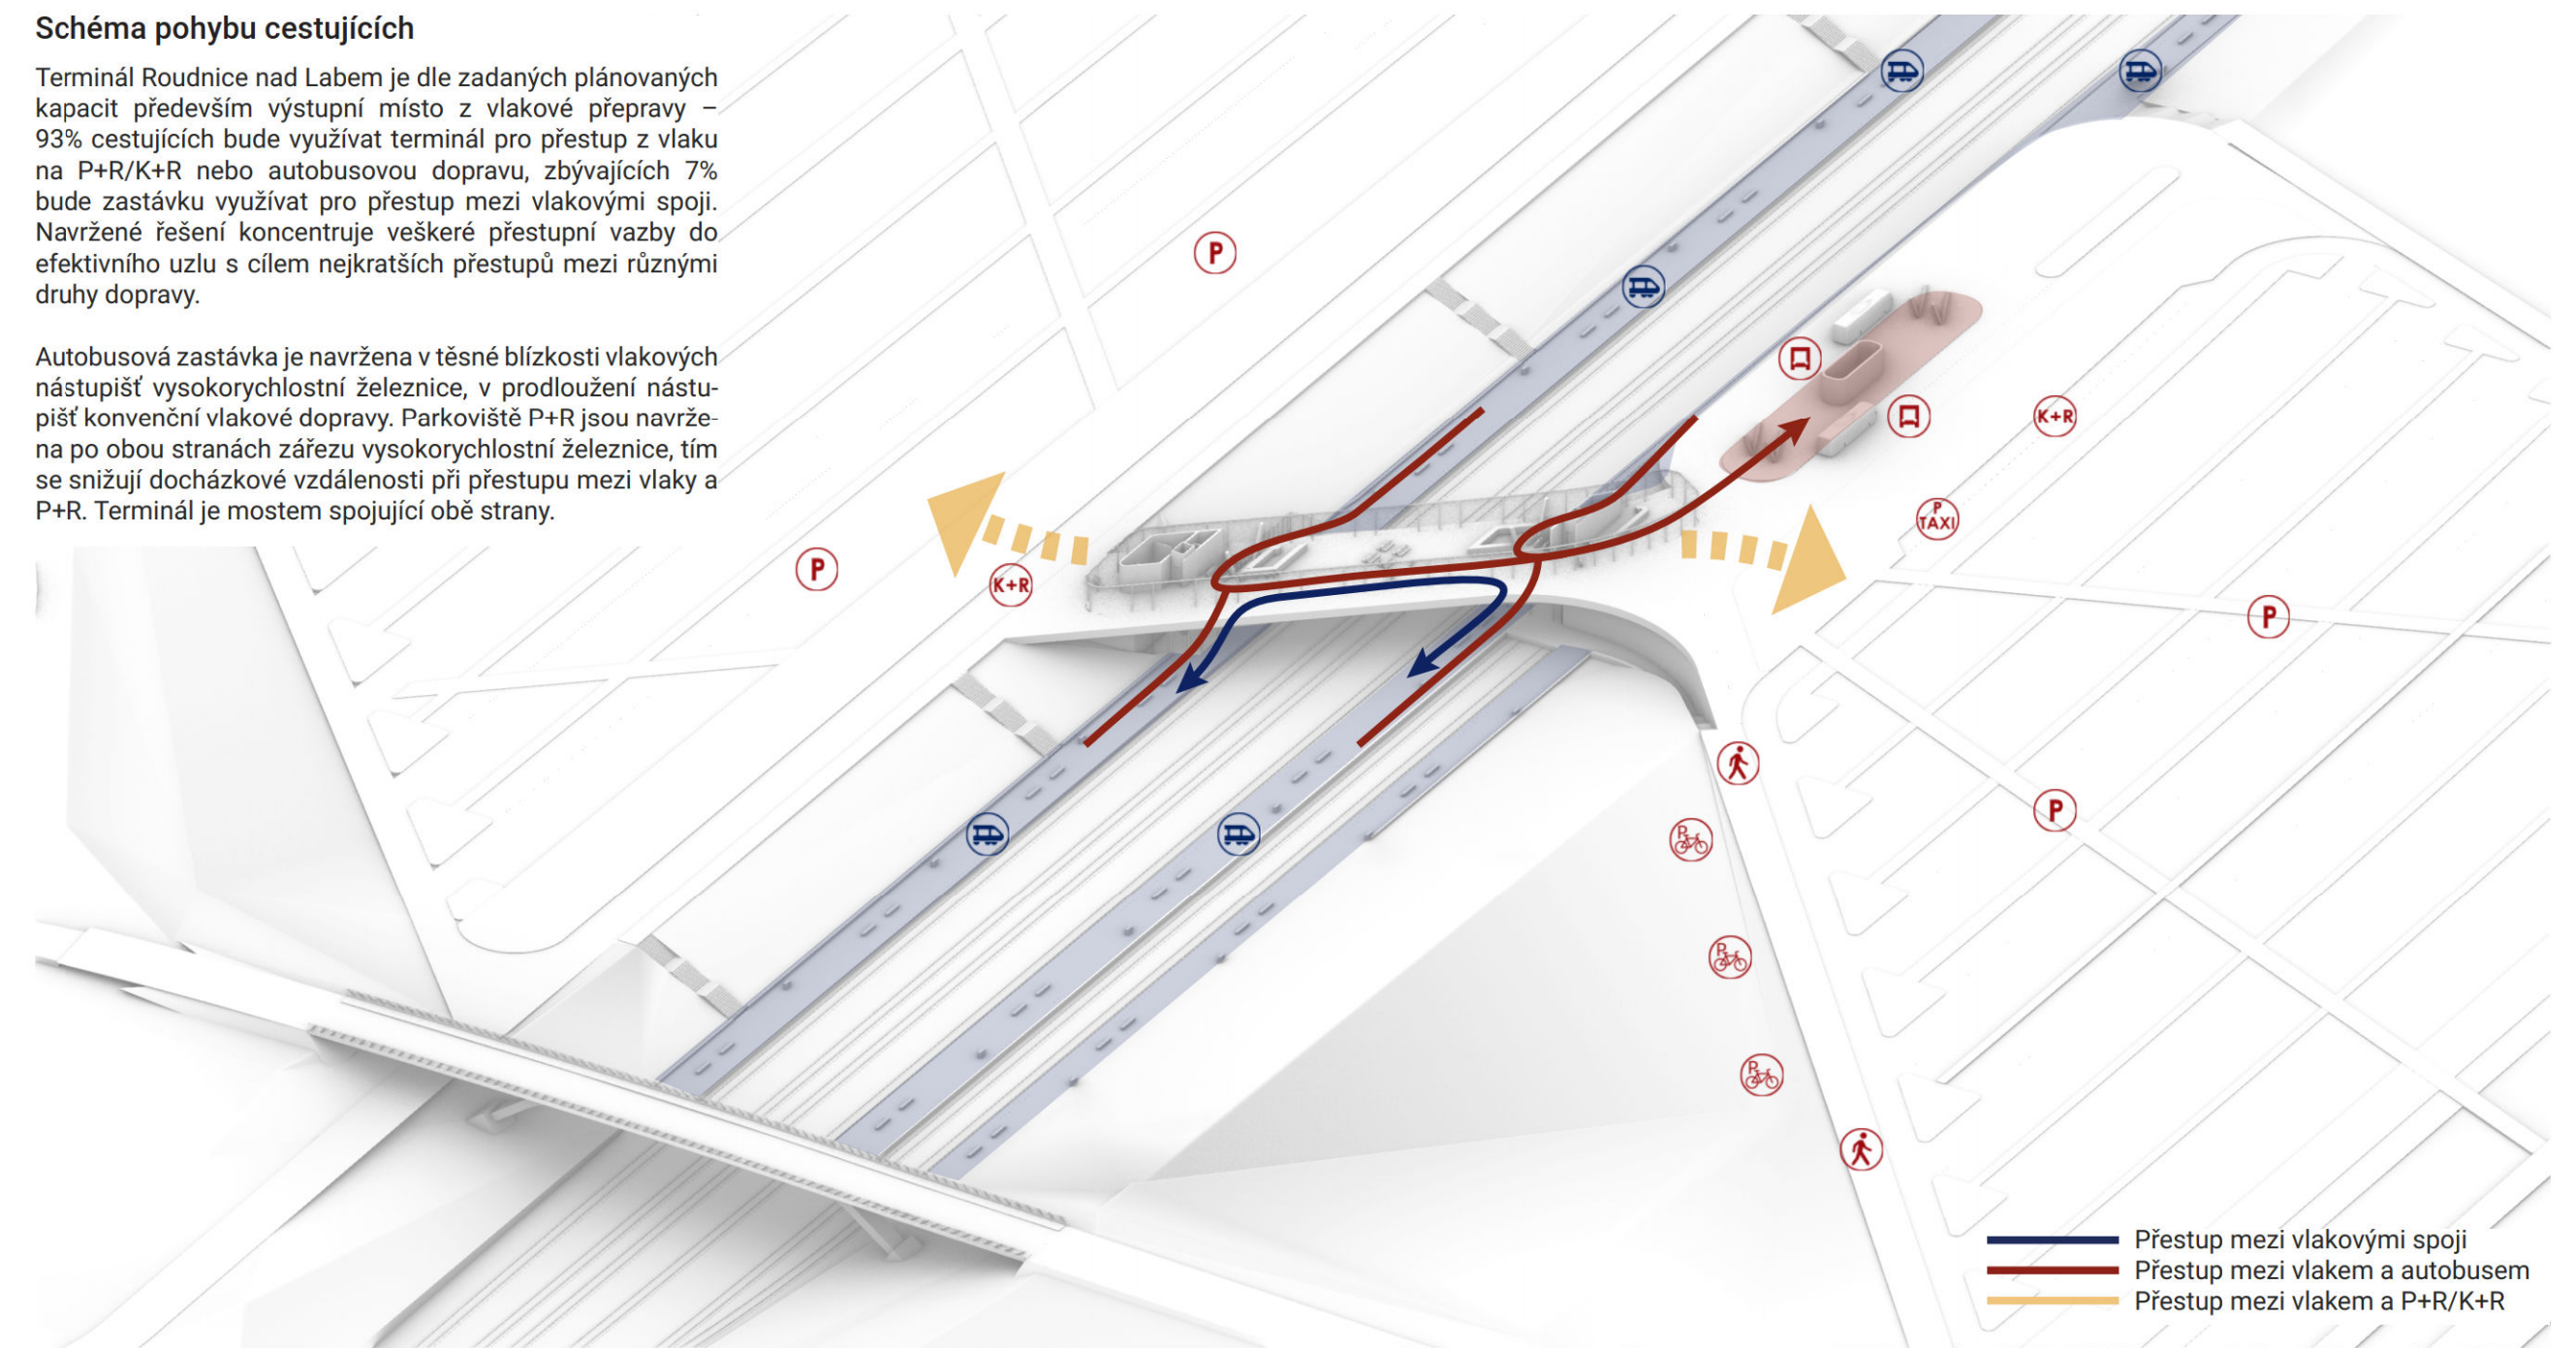 Schéma pohybu cestujících
Terminál Roudnice nad Labem je dle zadaných plánovaných
kapacit především výstupní místo z vlakové přepravy –
93% cestujících bude využívat terminál pro přestup z vlaku
na P+R/K+R nebo autobusovou dopravu, zbývajících 7%
bude zastávku využívat pro přestup mezi vlakovými spoji.
Navržené řešení koncentruje veškeré přestupní vazby do
efektivního uzlu s cílem nejkratších přestupů mezi různými
druhy dopravy.
Autobusová zastávka je navržena v těsné blízkosti vlakových
nástupišť vysokorychlostní železnice, v prodloužení nástu-
pišť konvenční vlakové dopravy. Parkoviště P+R jsou navrže-
na po obou stranách zářezu vysokorychlostní železnice, tím
se snižují docházkové vzdálenosti při přestupu mezi vlaky a
P+R. Terminál je mostem spojující obě strany.
P
K+R
P
TAXI
P
K+R
P
P
P
P
P
Přestup mezi vlakovými spoji
Přestup mezi vlakem a autobusem
Přestup mezi vlakem a P+R/K+R